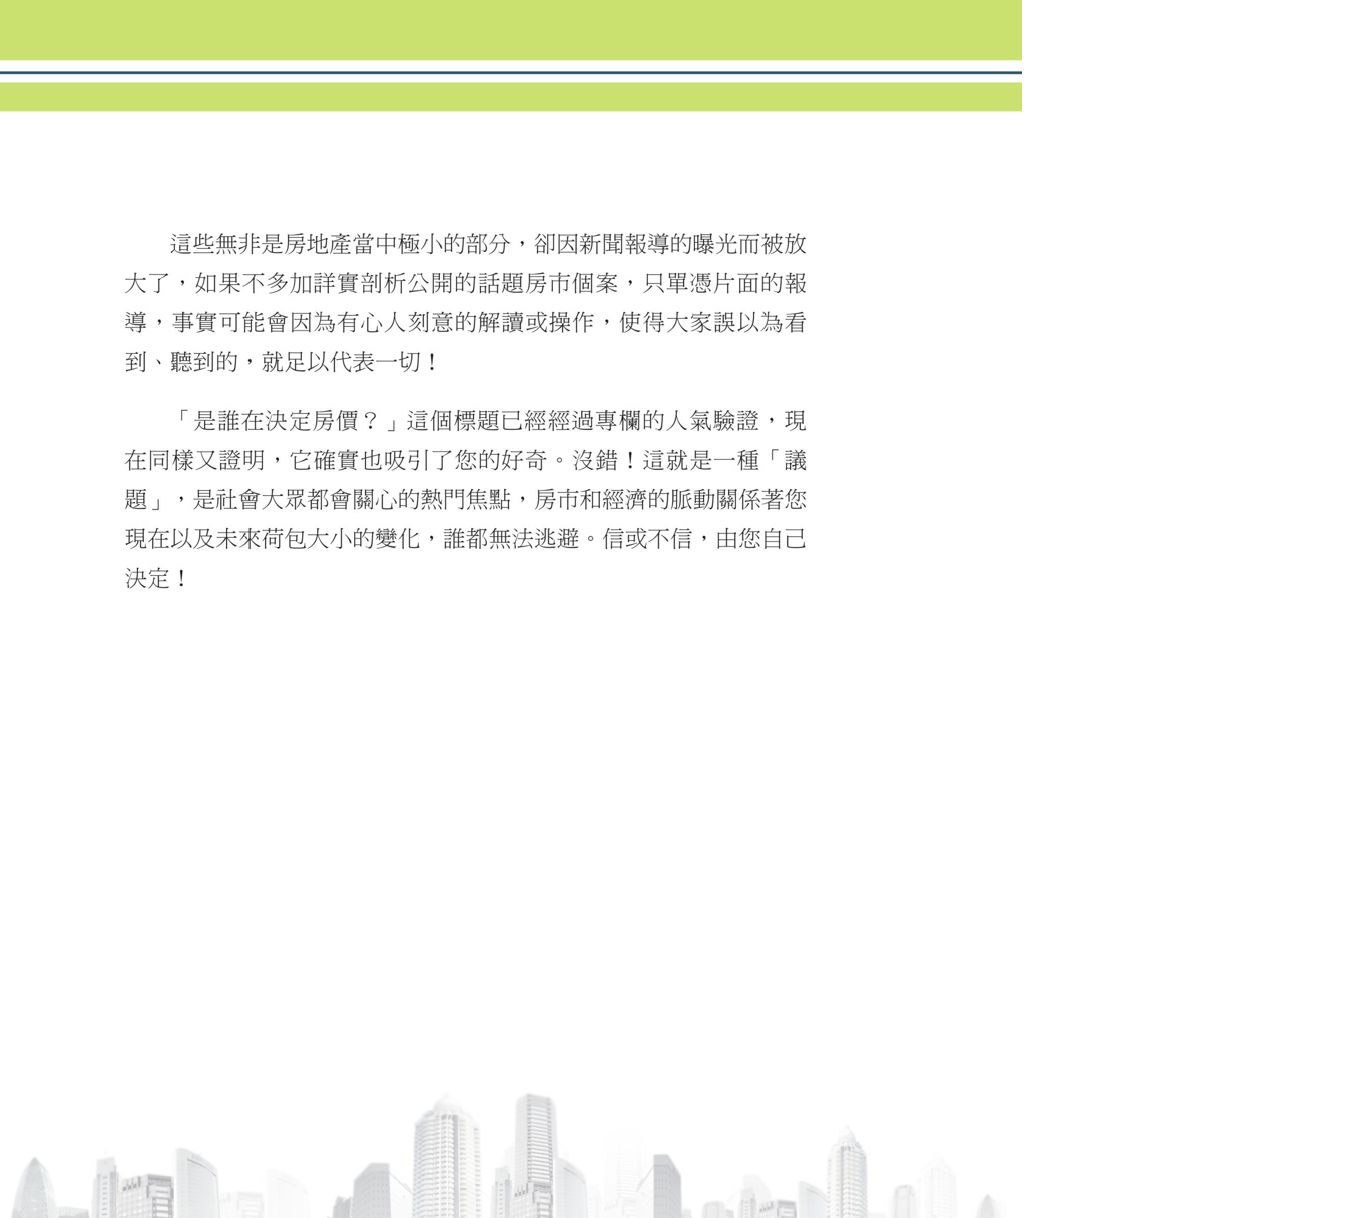 這些無非是房地產當中極小的部分，卻因新聞報導的曝光而被放
大了，如果不多加詳實剖析公開的話題房市個案，只單憑片面的報
導，事實可能會因為有心人刻意的解讀或操作，使得大家誤以為看
到、聽到的，就足以代表一切！
「是誰在決定房價？」這個標題已經經過專欄的人氣驗證，現
在同樣又證明，它確實也吸引了您的好奇。沒錯！這就是一種「議
題」，是社會大眾都會關心的熱門焦點，房市和經濟的脈動關係著您
現在以及未來荷包大小的變化，誰都無法逃避。信或不信，由您自己
決定！